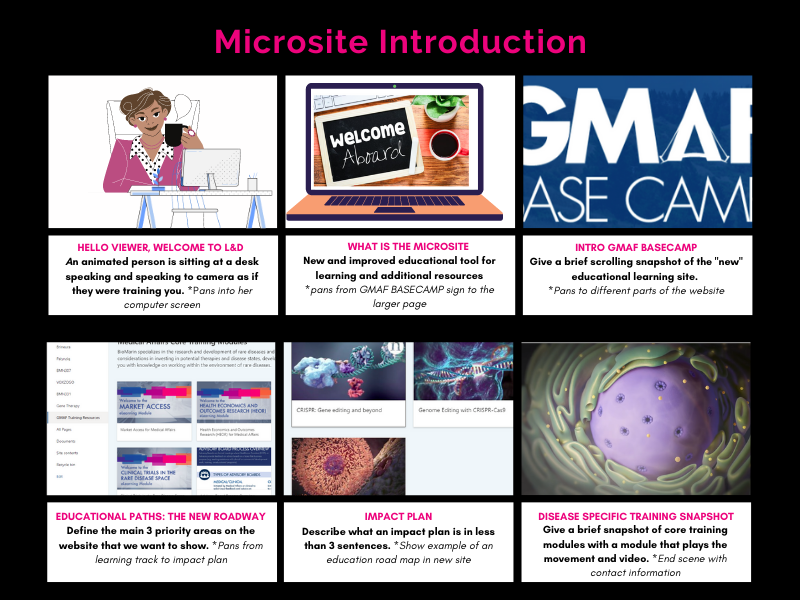 Microsite Introduction
welcome
Aboard
GMAF
BASE CAMP
HELLO VIEWER, WELCOME TO L&D
An animated person is sitting at a desk
speaking and speaking to camera as if
they were training you. *Pans into her
computer screen
WHAT IS THE MICROSITE
New and improved educational tool for
learning and additional resources
*pans from GMAF BASECAMP sign to the
larger page
INTRO GMAF BASECAMP
Give a brief scrolling snapshot of the "new"
educational learning site.
*Pans to different parts of the website
Medical Affairs Core Training Modules
BioMarin specializes in the research and development of rare diseases and
considerations in investing in potential therapies and disease states, develo
you with knowledge on working within the environment of rare diseases.
Palynziq
BMN307
VOXZOGO
BMN331
Gene Therapy
GMAF Training Resources
All Pages
Documents
Site contents
Recycle bin
Edit
Welcome to the
MARKET ACCESS
eLearning Module
Market Access for Medical Affairs
Welcome to the
HEALTH ECONOMICS AND
OUTCOMES RESEARCH (HEOR)
eLearning Module
Health Economics and Outcomes
Research (HEOR) for Medical Affairs
Welcome to the
CLINICAL TRIALS IN THE
RARE DISEASE SPACE
eLearning Module
ADVISORY BOARD PROCESS OVERVIEW
TYPES OF ADVISORY BOARDS
MEDICAL/CLINICAL
CRISPR: Gene editing and beyond
Genome Editing with CRISPR-Cas9
EDUCATIONAL PATHS: THE NEW ROADWAY
Define the main 3 priority areas on the
website that we want to show. *Pans from
learning track to impact plan
IMPACT PLAN
Describe what an impact plan is in less
than 3 sentences. *Show example of an
education road map in new site
DISEASE SPECIFIC TRAINING SNAPSHOT
Give a brief snapshot of core training
modules with a module that plays the
movement and video. *End scene with
contact information